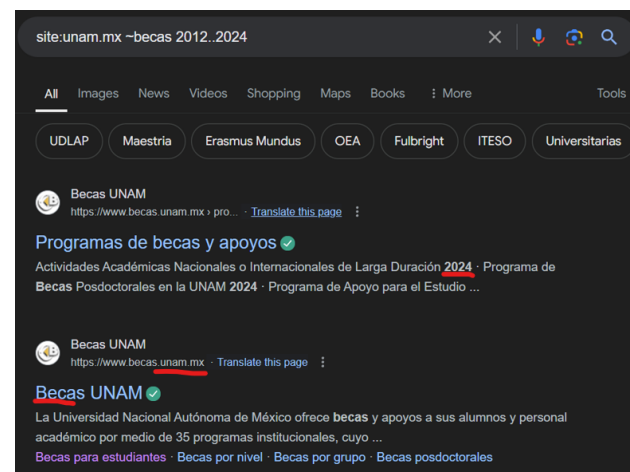 site:unam.mx ~becas 2012..2024
All Images News Videos Shopping Maps Books More Tools
UDLAP Maestria Erasmus Mundus OEA Fulbright ITESO Universitarias
Becas UNAM
https://www.becas.unam.mx › pro... · Translate this page
Programas de becas y apoyos
Actividades Académicas Nacionales o Internacionales de Larga Duración 2024 · Programa de
Becas Posdoctorales en la UNAM 2024 · Programa de Apoyo para el Estudio ...
Becas UNAM
https://www.becas.unam.mx · Translate this page
Becas UNAM
La Universidad Nacional Autónoma de México ofrece becas y apoyos a sus alumnos y personal
académico por medio de 35 programas institucionales, cuyo ...
Becas para estudiantes · Becas por nivel · Becas por grupo · Becas posdoctorales